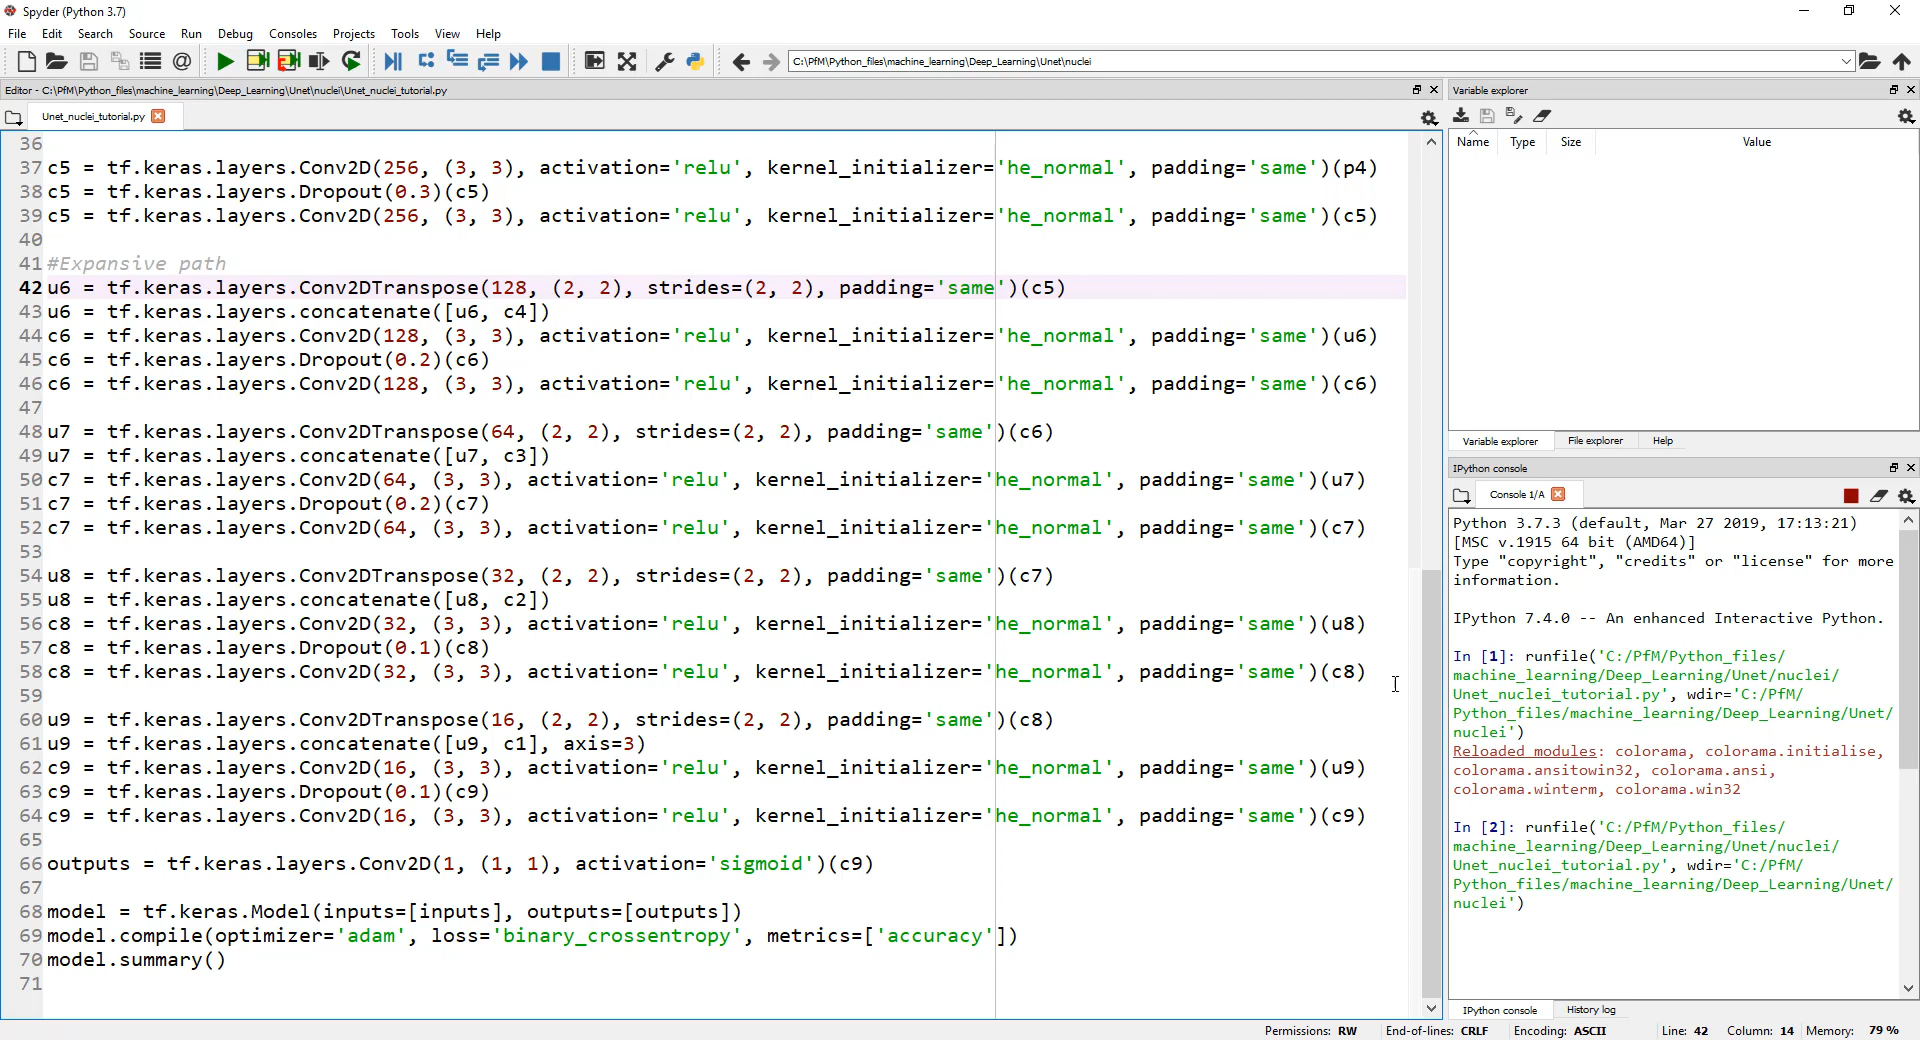 Spyder (Python 3.7)
File Edit Search Source Run Debug Consoles Projects Tools View Help
C:\PfM\Python_files\machine_learning\Deep_Learning\Unet\nuclei
Editor - C:\PfM\Python_files\machine_learning\Deep_Learning\Unet\nuclei\Unet_nuclei_tutorial.py
Unet_nuclei_tutorial.py
36
37 c5 = tf.keras.layers.Conv2D(256, (3, 3), activation='relu', kernel_initializer='he_normal', padding='same')(p4)
38 c5 = tf.keras.layers.Dropout(0.3)(c5)
39 c5 = tf.keras.layers.Conv2D(256, (3, 3), activation='relu', kernel_initializer='he_normal', padding='same')(c5)
40
41 #Expansive path
42 u6 = tf.keras.layers.Conv2DTranspose(128, (2, 2), strides=(2, 2), padding='same')(c5)
43 u6 = tf.keras.layers.concatenate([u6, c4])
44 c6 = tf.keras.layers.Conv2D(128, (3, 3), activation='relu', kernel_initializer='he_normal', padding='same')(u6)
45 c6 = tf.keras.layers.Dropout(0.2)(c6)
46 c6 = tf.keras.layers.Conv2D(128, (3, 3), activation='relu', kernel_initializer='he_normal', padding='same')(c6)
47
48 u7 = tf.keras.layers.Conv2DTranspose(64, (2, 2), strides=(2, 2), padding='same')(c6)
49 u7 = tf.keras.layers.concatenate([u7, c3])
50 c7 = tf.keras.layers.Conv2D(64, (3, 3), activation='relu', kernel_initializer='he_normal', padding='same')(u7)
51 c7 = tf.keras.layers.Dropout(0.2)(c7)
52 c7 = tf.keras.layers.Conv2D(64, (3, 3), activation='relu', kernel_initializer='he_normal', padding='same')(c7)
53
54 u8 = tf.keras.layers.Conv2DTranspose(32, (2, 2), strides=(2, 2), padding='same')(c7)
55 u8 = tf.keras.layers.concatenate([u8, c2])
56 c8 = tf.keras.layers.Conv2D(32, (3, 3), activation='relu', kernel_initializer='he_normal', padding='same')(u8)
57 c8 = tf.keras.layers.Dropout(0.1)(c8)
58 c8 = tf.keras.layers.Conv2D(32, (3, 3), activation='relu', kernel_initializer='he_normal', padding='same')(c8)
59
60 u9 = tf.keras.layers.Conv2DTranspose(16, (2, 2), strides=(2, 2), padding='same')(c8)
61 u9 = tf.keras.layers.concatenate([u9, c1], axis=3)
62 c9 = tf.keras.layers.Conv2D(16, (3, 3), activation='relu', kernel_initializer='he_normal', padding='same')(u9)
63 c9 = tf.keras.layers.Dropout(0.1)(c9)
64 c9 = tf.keras.layers.Conv2D(16, (3, 3), activation='relu', kernel_initializer='he_normal', padding='same')(c9)
65
66 outputs = tf.keras.layers.Conv2D(1, (1, 1), activation='sigmoid')(c9)
67
68 model = tf.keras.Model(inputs=[inputs], outputs=[outputs])
69 model.compile(optimizer='adam', loss='binary_crossentropy', metrics=['accuracy'])
70 model.summary()
71
Variable explorer
Name Type Size Value
Variable explorer File explorer Help
IPython console
Console 1/A
Python 3.7.3 (default, Mar 27 2019, 17:13:21)
[MSC v.1915 64 bit (AMD64)]
Type "copyright", "credits" or "license" for more
information.
IPython 7.4.0 -- An enhanced Interactive Python.
In [1]: runfile('C:/PfM/Python_files/
machine_learning/Deep_Learning/Unet/nuclei/
Unet_nuclei_tutorial.py', wdir='C:/PfM/
Python_files/machine_learning/Deep_Learning/Unet/
nuclei')
Reloaded modules: colorama, colorama.initialise,
colorama.ansitowin32, colorama.ansi,
colorama.winterm, colorama.win32
In [2]: runfile('C:/PfM/Python_files/
machine_learning/Deep_Learning/Unet/nuclei/
Unet_nuclei_tutorial.py', wdir='C:/PfM/
Python_files/machine_learning/Deep_Learning/Unet/
nuclei')
IPython console History log
Permissions: RW End-of-lines: CRLF Encoding: ASCII Line: 42 Column: 14 Memory: 79 %